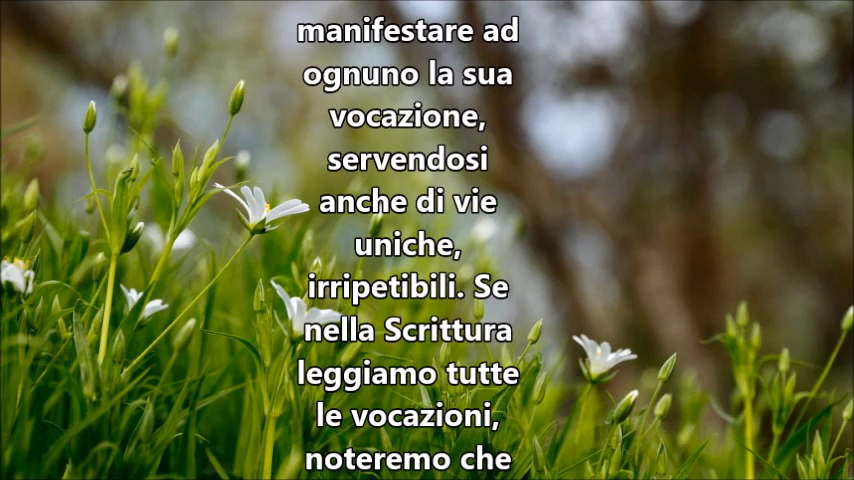 manifestare ad
ognuno la sua
vocazione,
servendosi
anche di vie
uniche,
irripetibili. Se
nella Scrittura
leggiamo tutte
le vocazioni,
noteremo che